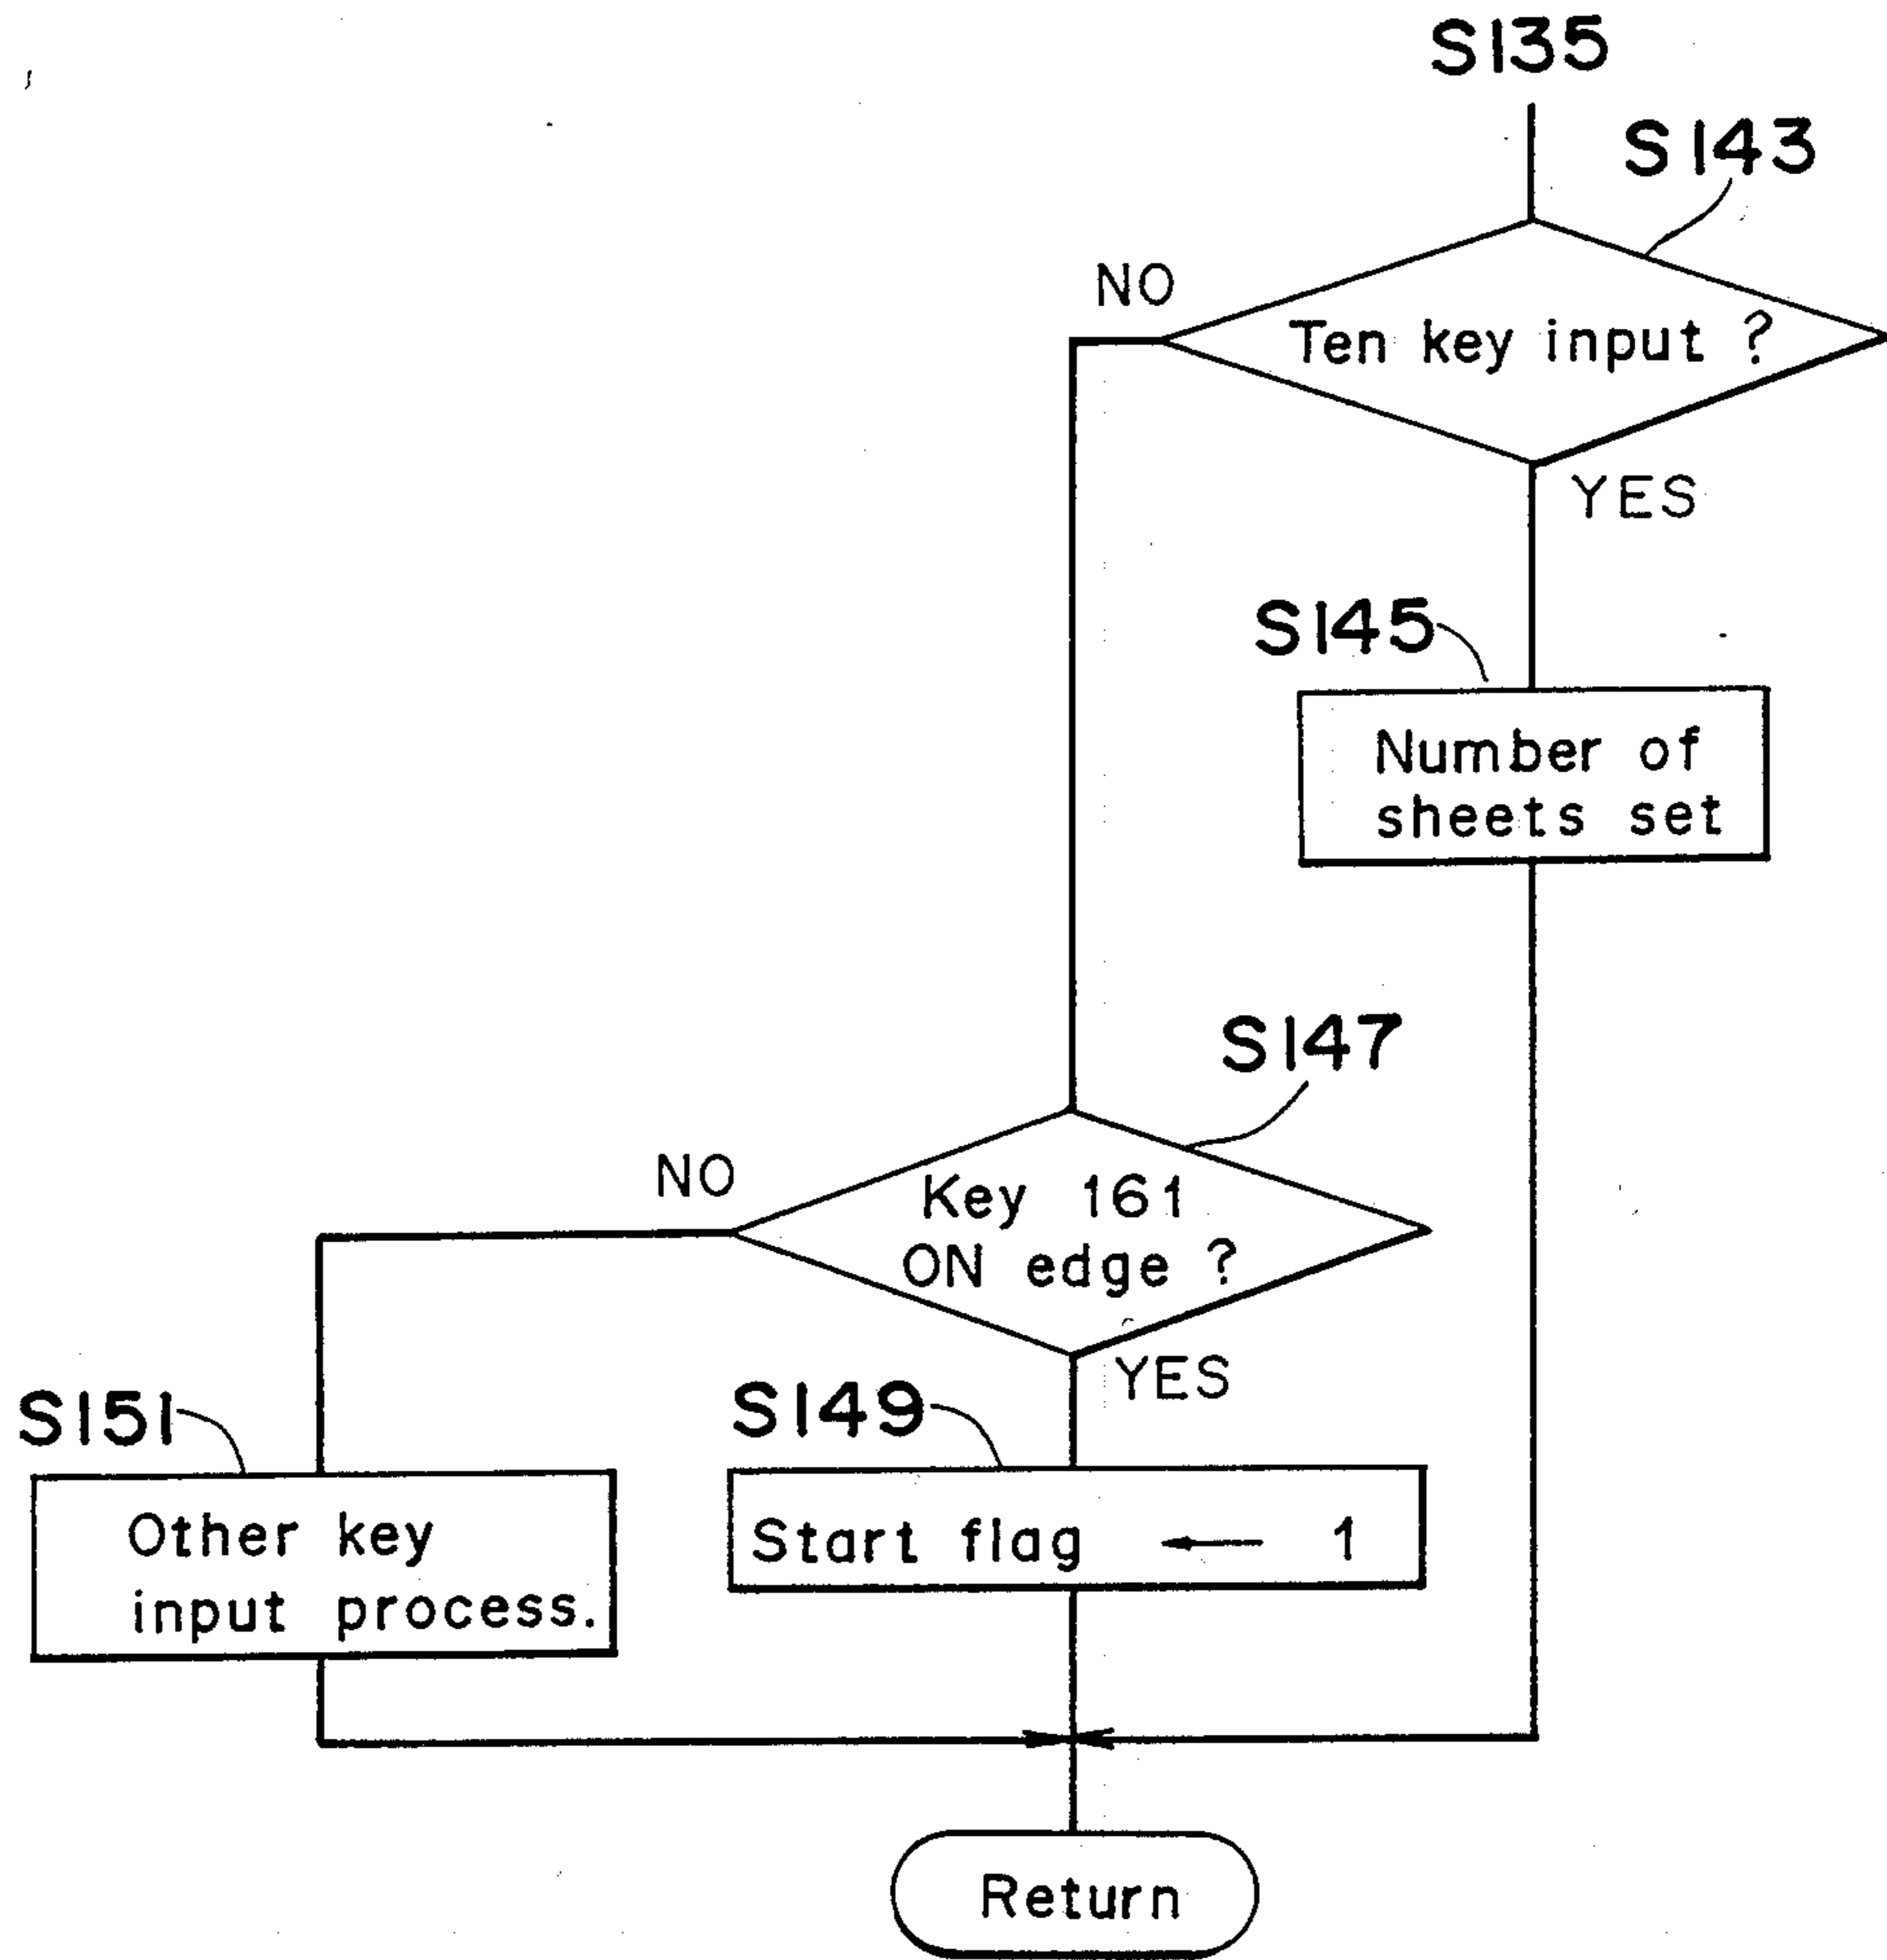 S135
S143
NO
Ten key input ?
YES
S145
Number of
sheets set
S147
NO
Key 161
ON edge ?
YES
S151
S149
Other key
input process.
Start flag ← 1
Return